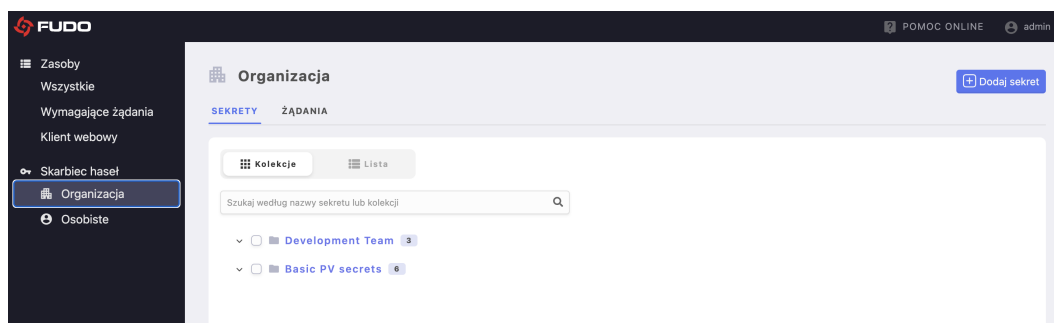 FUDO
POMOC ONLINE
admin
Zasoby
Wszystkie
Wymagające żądania
Klient webowy
Skarbiec haseł
Organizacja
Osobiste
Organizacja
Dodaj sekret
SEKRETY ŻĄDANIA
Kolekcje Lista
Szukaj według nazwy sekretu lub kolekcji
Development Team 3
Basic PV secrets 6